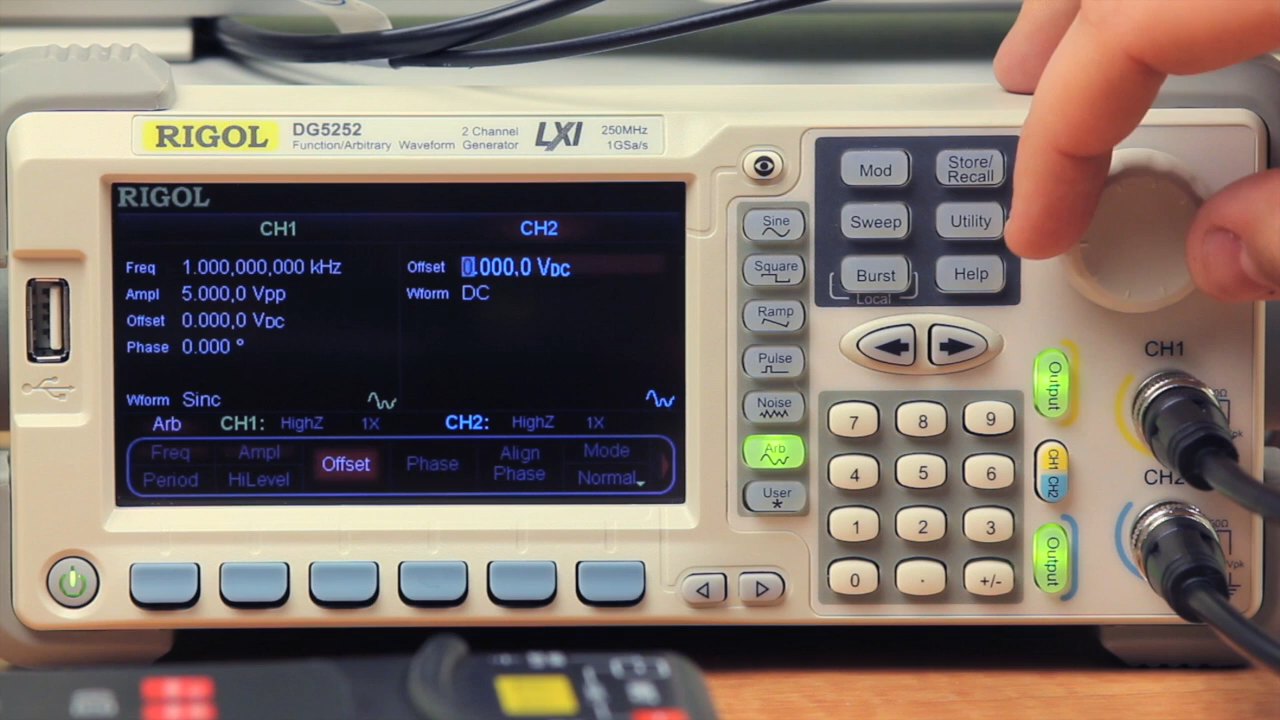 RIGOL DG5252 2 Channel LXI 250MHz
Function/Arbitrary Waveform Generator 1GSa/s
RIGOL
CH1 CH2
Freq 1.000,000,000 kHz
Ampl 5.000,0 Vpp
Offset 0.000,0 VDC
Phase 0.000 °
Wform Sinc
Offset 0.000,0 VDC
Wform DC
Arb CH1: HighZ 1X CH2: HighZ 1X
Freq Ampl Offset Phase Align Mode
Period HiLevel Phase Normal
Sine
Square
Ramp
Pulse
Noise
Arb
User
*
Mod Store/
Recall
Sweep Utility
Burst Help
Local
7 8 9
4 5 6
1 2 3
0 . +/-
Output
CH1 CH2
Output
CH1
CH2